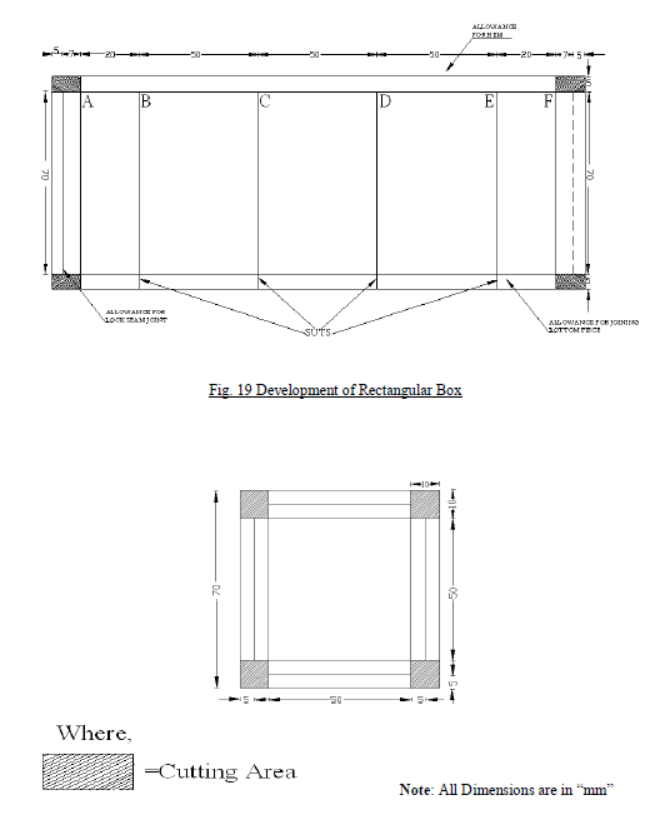 ALLOWANCE
FOR HEM
5 7 20 50 50 50 20 7 5
5
A B C D E F
70 70
5
ALLOWANCE FOR
LOCK SEAM JOINT
SUTS
ALLOWANCE FOR JOINING
BOTTOM PIECE
Fig. 19 Development of Rectangular Box
10
10
70
50
5
5 50 5
Where,
=Cutting Area
Note: All Dimensions are in “mm”